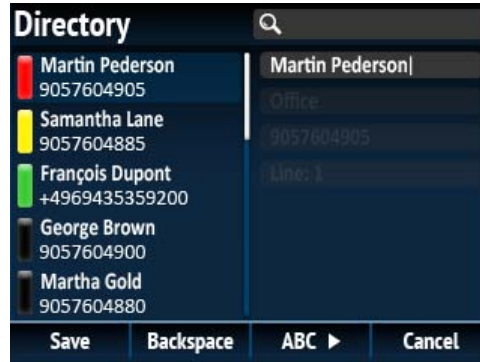 Directory
Martin Pederson
9057604905
Samantha Lane
9057604885
François Dupont
+4969435359200
George Brown
9057604900
Martha Gold
9057604880
Martin Pederson
Office
9057604905
Line: 1
Save Backspace ABC ▶ Cancel